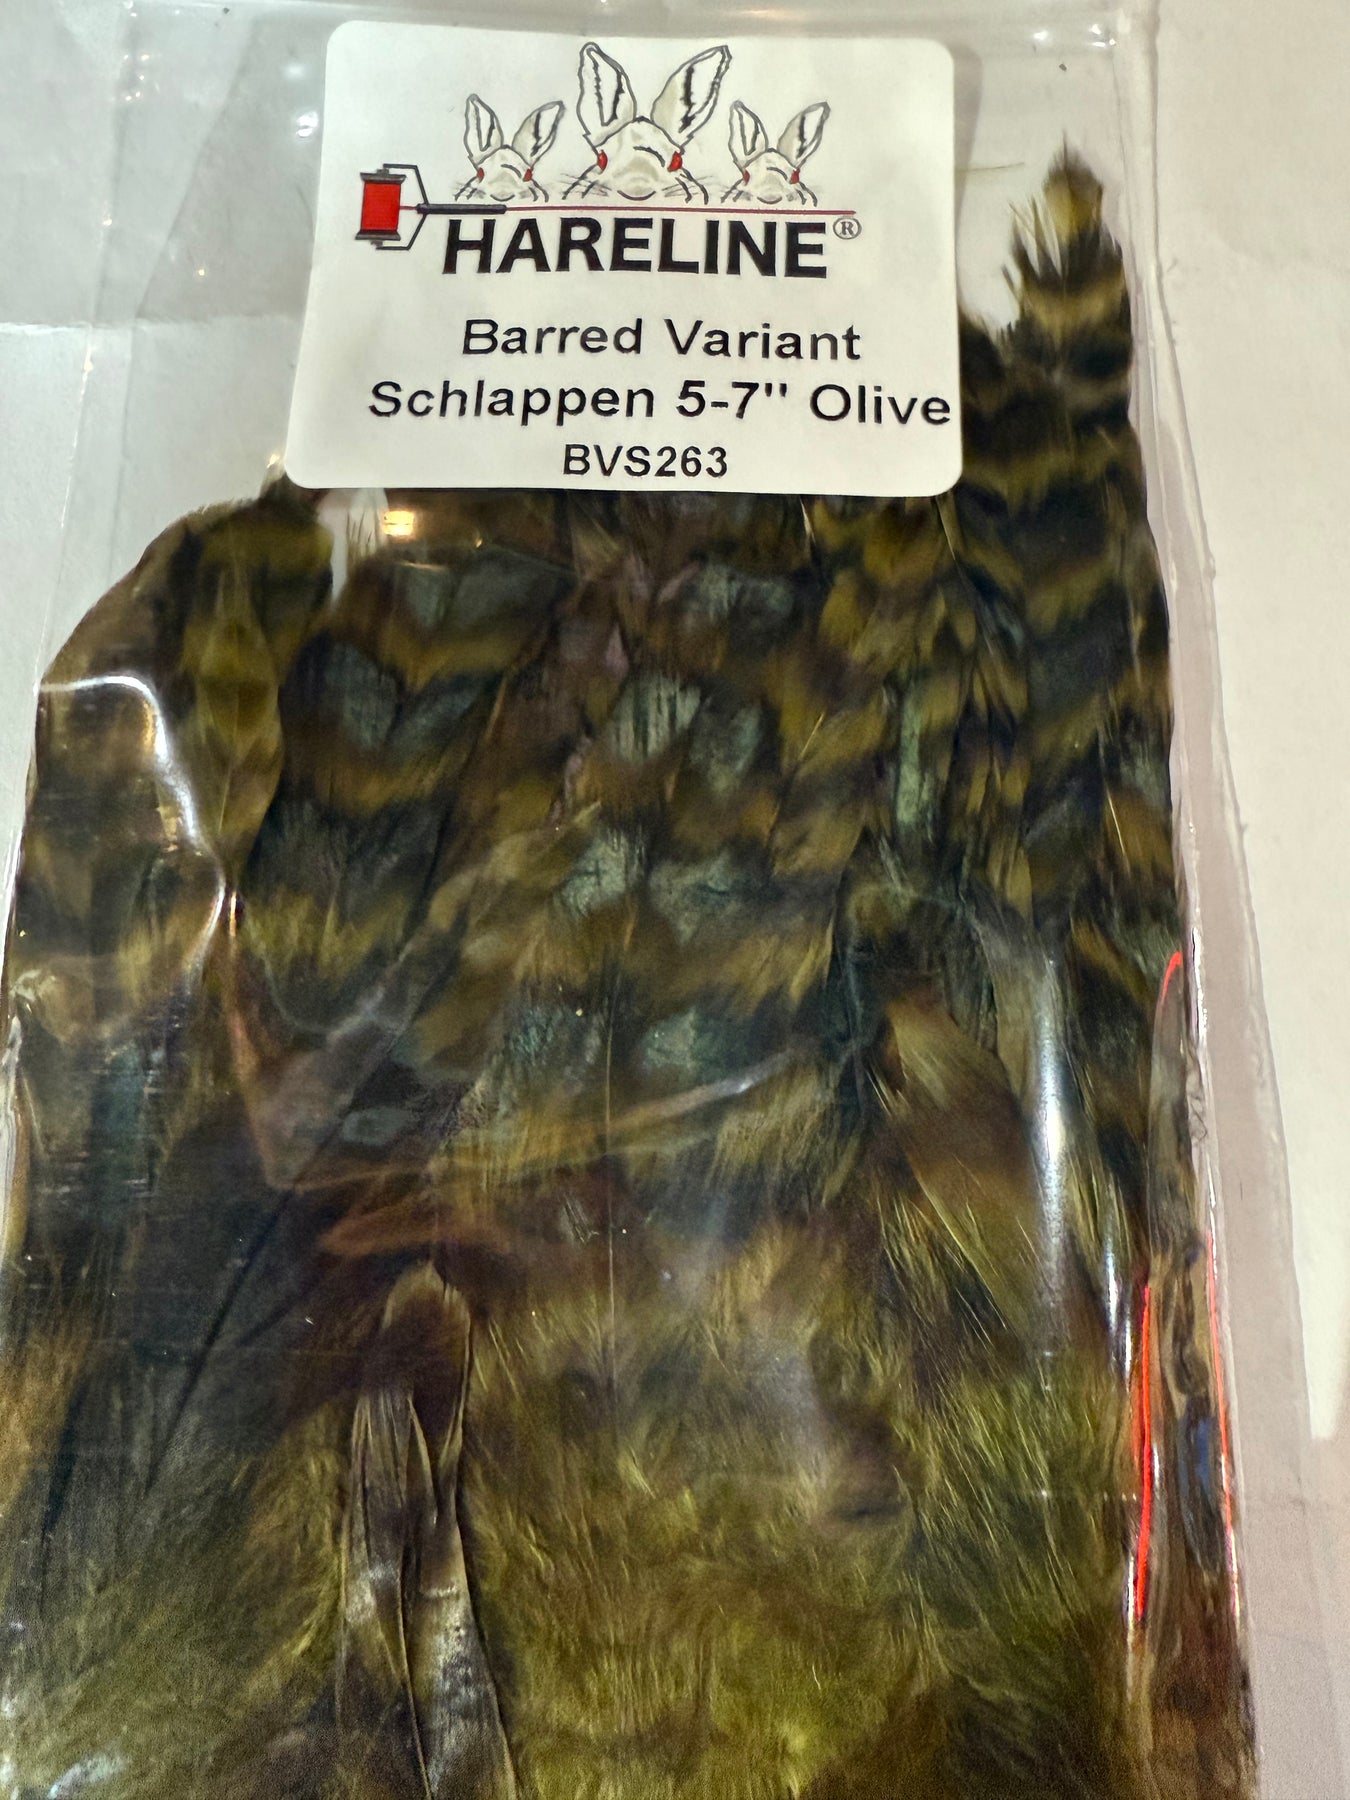 HARELINE®
Barred Variant
Schlappen 5-7" Olive
BVS263